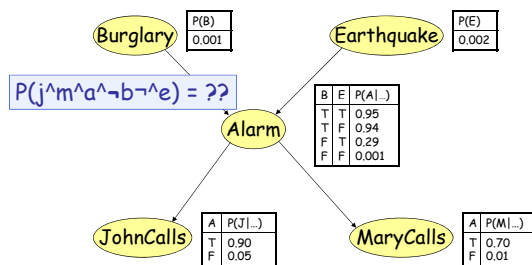 P(B)
0.001
Burglary
P(E)
0.002
Earthquake
P(j^m^a^¬b¬^e) = ??
B E P(A|…)
T T 0.95
T F 0.94
F T 0.29
F F 0.001
Alarm
A P(J|…)
T 0.90
F 0.05
JohnCalls
A P(M|…)
T 0.70
F 0.01
MaryCalls